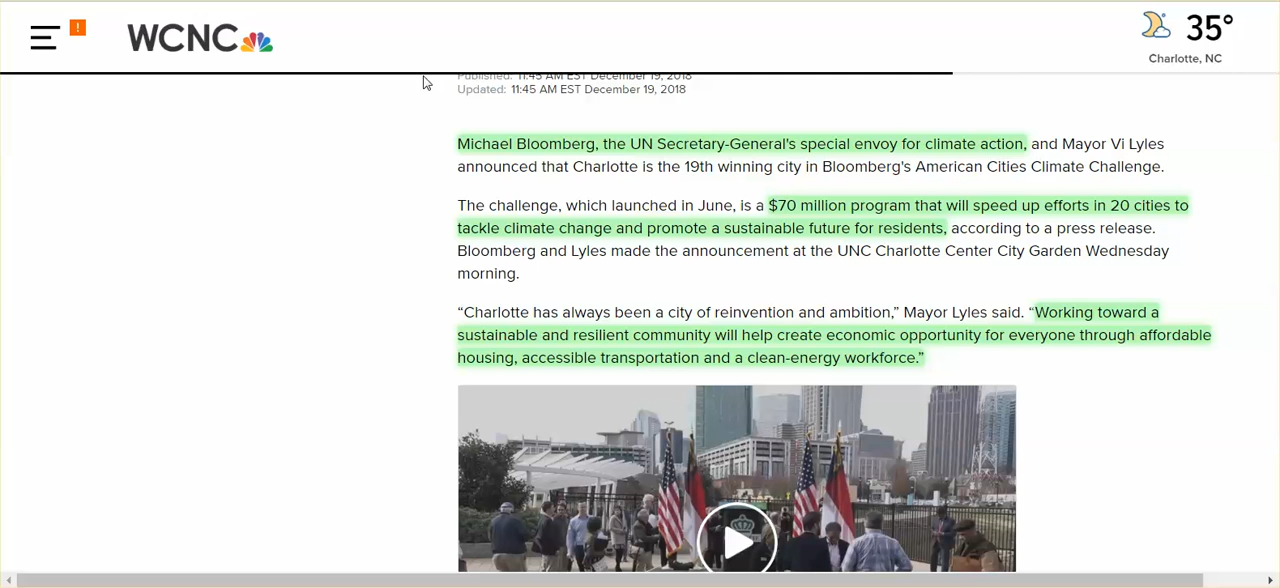 !
WCNC
35°
Charlotte, NC
Published: 11:45 AM EST December 19, 2018
Updated: 11:45 AM EST December 19, 2018
Michael Bloomberg, the UN Secretary-General's special envoy for climate action, and Mayor Vi Lyles
announced that Charlotte is the 19th winning city in Bloomberg's American Cities Climate Challenge.
The challenge, which launched in June, is a $70 million program that will speed up efforts in 20 cities to
tackle climate change and promote a sustainable future for residents, according to a press release.
Bloomberg and Lyles made the announcement at the UNC Charlotte Center City Garden Wednesday
morning.
“Charlotte has always been a city of reinvention and ambition,” Mayor Lyles said. “Working toward a
sustainable and resilient community will help create economic opportunity for everyone through affordable
housing, accessible transportation and a clean-energy workforce.”